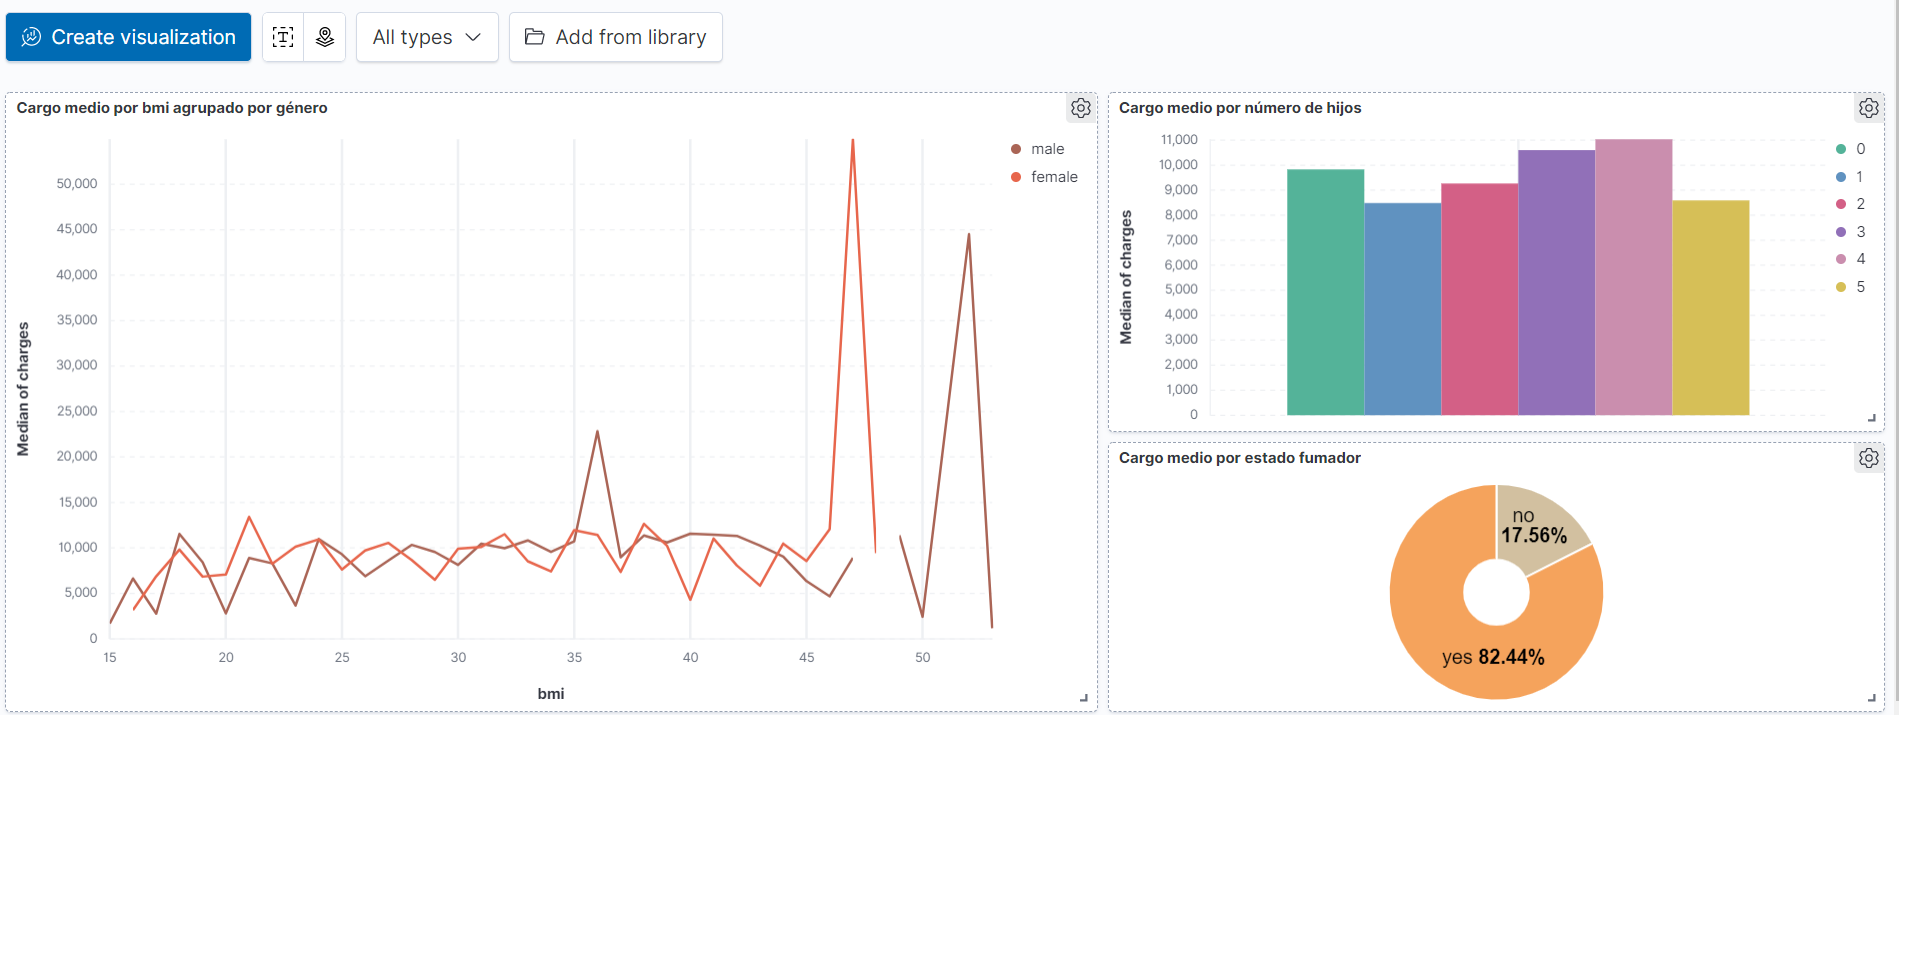 Create visualization
All types
Add from library
Cargo medio por bmi agrupado por género
Median of charges
50,000
45,000
40,000
35,000
30,000
25,000
20,000
15,000
10,000
5,000
0
15 20 25 30 35 40 45 50
bmi
male
female
Cargo medio por número de hijos
Median of charges
11,000
10,000
9,000
8,000
7,000
6,000
5,000
4,000
3,000
2,000
1,000
0
0
1
2
3
4
5
Cargo medio por estado fumador
no
17.56%
yes 82.44%